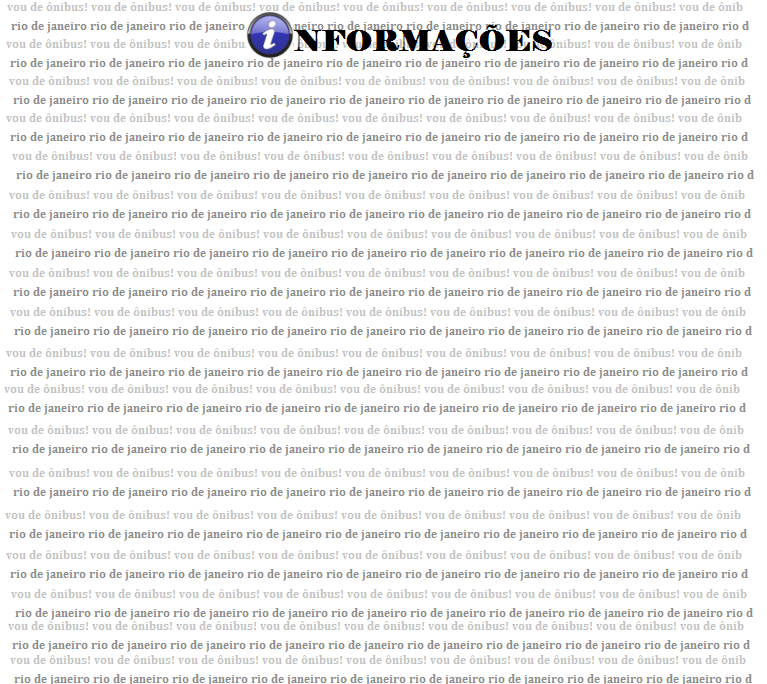 vou de ônibus! vou de ônibus! vou de ônibus! vou de ônibus! vou de ônibus! vou de ônibus! vou de ônibus! vou de ônibus! vou de ônib
rio de janeiro rio de janeiro rio de janeiro neiro rio de janeiro rio de janeiro rio de janeiro rio de janeiro rio de janeiro rio d
iNFORMAÇÕES
vou de ônibus! vou de ônibus! vou de ônibu ônibus! vou de ônibus! vou de ônibus! vou de ônibus! vou de ônibus! vou de ônib
rio de janeiro rio de janeiro rio de janeiro rio de janeiro rio de janeiro rio de janeiro rio de janeiro rio de janeiro rio de janeiro rio d
vou de ônibus! vou de ônibus! vou de ônibus! vou de ônibus! vou de ônibus! vou de ônibus! vou de ônibus! vou de ônibus! vou de ônib
rio de janeiro rio de janeiro rio de janeiro rio de janeiro rio de janeiro rio de janeiro rio de janeiro rio de janeiro rio de janeiro rio d
vou de ônibus! vou de ônibus! vou de ônibus! vou de ônibus! vou de ônibus! vou de ônibus! vou de ônibus! vou de ônibus! vou de ônib
rio de janeiro rio de janeiro rio de janeiro rio de janeiro rio de janeiro rio de janeiro rio de janeiro rio de janeiro rio de janeiro rio d
vou de ônibus! vou de ônibus! vou de ônibus! vou de ônibus! vou de ônibus! vou de ônibus! vou de ônibus! vou de ônibus! vou de ônib
rio de janeiro rio de janeiro rio de janeiro rio de janeiro rio de janeiro rio de janeiro rio de janeiro rio de janeiro rio de janeiro rio d
vou de ônibus! vou de ônibus! vou de ônibus! vou de ônibus! vou de ônibus! vou de ônibus! vou de ônibus! vou de ônibus! vou de ônib
rio de janeiro rio de janeiro rio de janeiro rio de janeiro rio de janeiro rio de janeiro rio de janeiro rio de janeiro rio de janeiro rio d
vou de ônibus! vou de ônibus! vou de ônibus! vou de ônibus! vou de ônibus! vou de ônibus! vou de ônibus! vou de ônibus! vou de ônib
rio de janeiro rio de janeiro rio de janeiro rio de janeiro rio de janeiro rio de janeiro rio de janeiro rio de janeiro rio de janeiro rio d
vou de ônibus! vou de ônibus! vou de ônibus! vou de ônibus! vou de ônibus! vou de ônibus! vou de ônibus! vou de ônibus! vou de ônib
rio de janeiro rio de janeiro rio de janeiro rio de janeiro rio de janeiro rio de janeiro rio de janeiro rio de janeiro rio de janeiro rio d
vou de ônibus! vou de ônibus! vou de ônibus! vou de ônibus! vou de ônibus! vou de ônibus! vou de ônibus! vou de ônibus! vou de ônib
rio de janeiro rio de janeiro rio de janeiro rio de janeiro rio de janeiro rio de janeiro rio de janeiro rio de janeiro rio de janeiro rio d
vou de ônibus! vou de ônibus! vou de ônibus! vou de ônibus! vou de ônibus! vou de ônibus! vou de ônibus! vou de ônibus! vou de ônib
rio de janeiro rio de janeiro rio de janeiro rio de janeiro rio de janeiro rio de janeiro rio de janeiro rio de janeiro rio de janeiro rio d
vou de ônibus! vou de ônibus! vou de ônibus! vou de ônibus! vou de ônibus! vou de ônibus! vou de ônibus! vou de ônibus! vou de ônib
rio de janeiro rio de janeiro rio de janeiro rio de janeiro rio de janeiro rio de janeiro rio de janeiro rio de janeiro rio de janeiro rio d
vou de ônibus! vou de ônibus! vou de ônibus! vou de ônibus! vou de ônibus! vou de ônibus! vou de ônibus! vou de ônibus! vou de ônib
rio de janeiro rio de janeiro rio de janeiro rio de janeiro rio de janeiro rio de janeiro rio de janeiro rio de janeiro rio de janeiro rio d
vou de ônibus! vou de ônibus! vou de ônibus! vou de ônibus! vou de ônibus! vou de ônibus! vou de ônibus! vou de ônibus! vou de ônib
rio de janeiro rio de janeiro rio de janeiro rio de janeiro rio de janeiro rio de janeiro rio de janeiro rio de janeiro rio de janeiro rio d
vou de ônibus! vou de ônibus! vou de ônibus! vou de ônibus! vou de ônibus! vou de ônibus! vou de ônibus! vou de ônibus! vou de ônib
rio de janeiro rio de janeiro rio de janeiro rio de janeiro rio de janeiro rio de janeiro rio de janeiro rio de janeiro rio de janeiro rio d
vou de ônibus! vou de ônibus! vou de ônibus! vou de ônibus! vou de ônibus! vou de ônibus! vou de ônibus! vou de ônibus! vou de ônib
rio de janeiro rio de janeiro rio de janeiro rio de janeiro rio de janeiro rio de janeiro rio de janeiro rio de janeiro rio de janeiro rio d
vou de ônibus! vou de ônibus! vou de ônibus! vou de ônibus! vou de ônibus! vou de ônibus! vou de ônibus! vou de ônibus! vou de ônib
rio de janeiro rio de janeiro rio de janeiro rio de janeiro rio de janeiro rio de janeiro rio de janeiro rio de janeiro rio de janeiro rio d
vou de ônibus! vou de ônibus! vou de ônibus! vou de ônibus! vou de ônibus! vou de ônibus! vou de ônibus! vou de ônibus! vou de ônib
rio de janeiro rio de janeiro rio de janeiro rio de janeiro rio de janeiro rio de janeiro rio de janeiro rio de janeiro rio de janeiro rio d
vou de ônibus! vou de ônibus! vou de ônibus! vou de ônibus! vou de ônibus! vou de ônibus! vou de ônibus! vou de ônibus! vou de ônib
rio de janeiro rio de janeiro rio de janeiro rio de janeiro rio de janeiro rio de janeiro rio de janeiro rio de janeiro rio de janeiro rio d